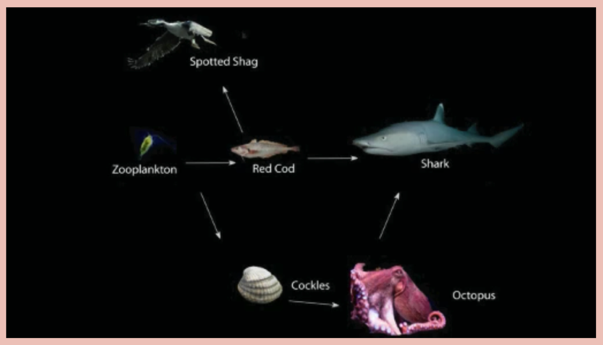 Spotted Shag
Zooplankton
Red Cod
Shark
Cockles
Octopus